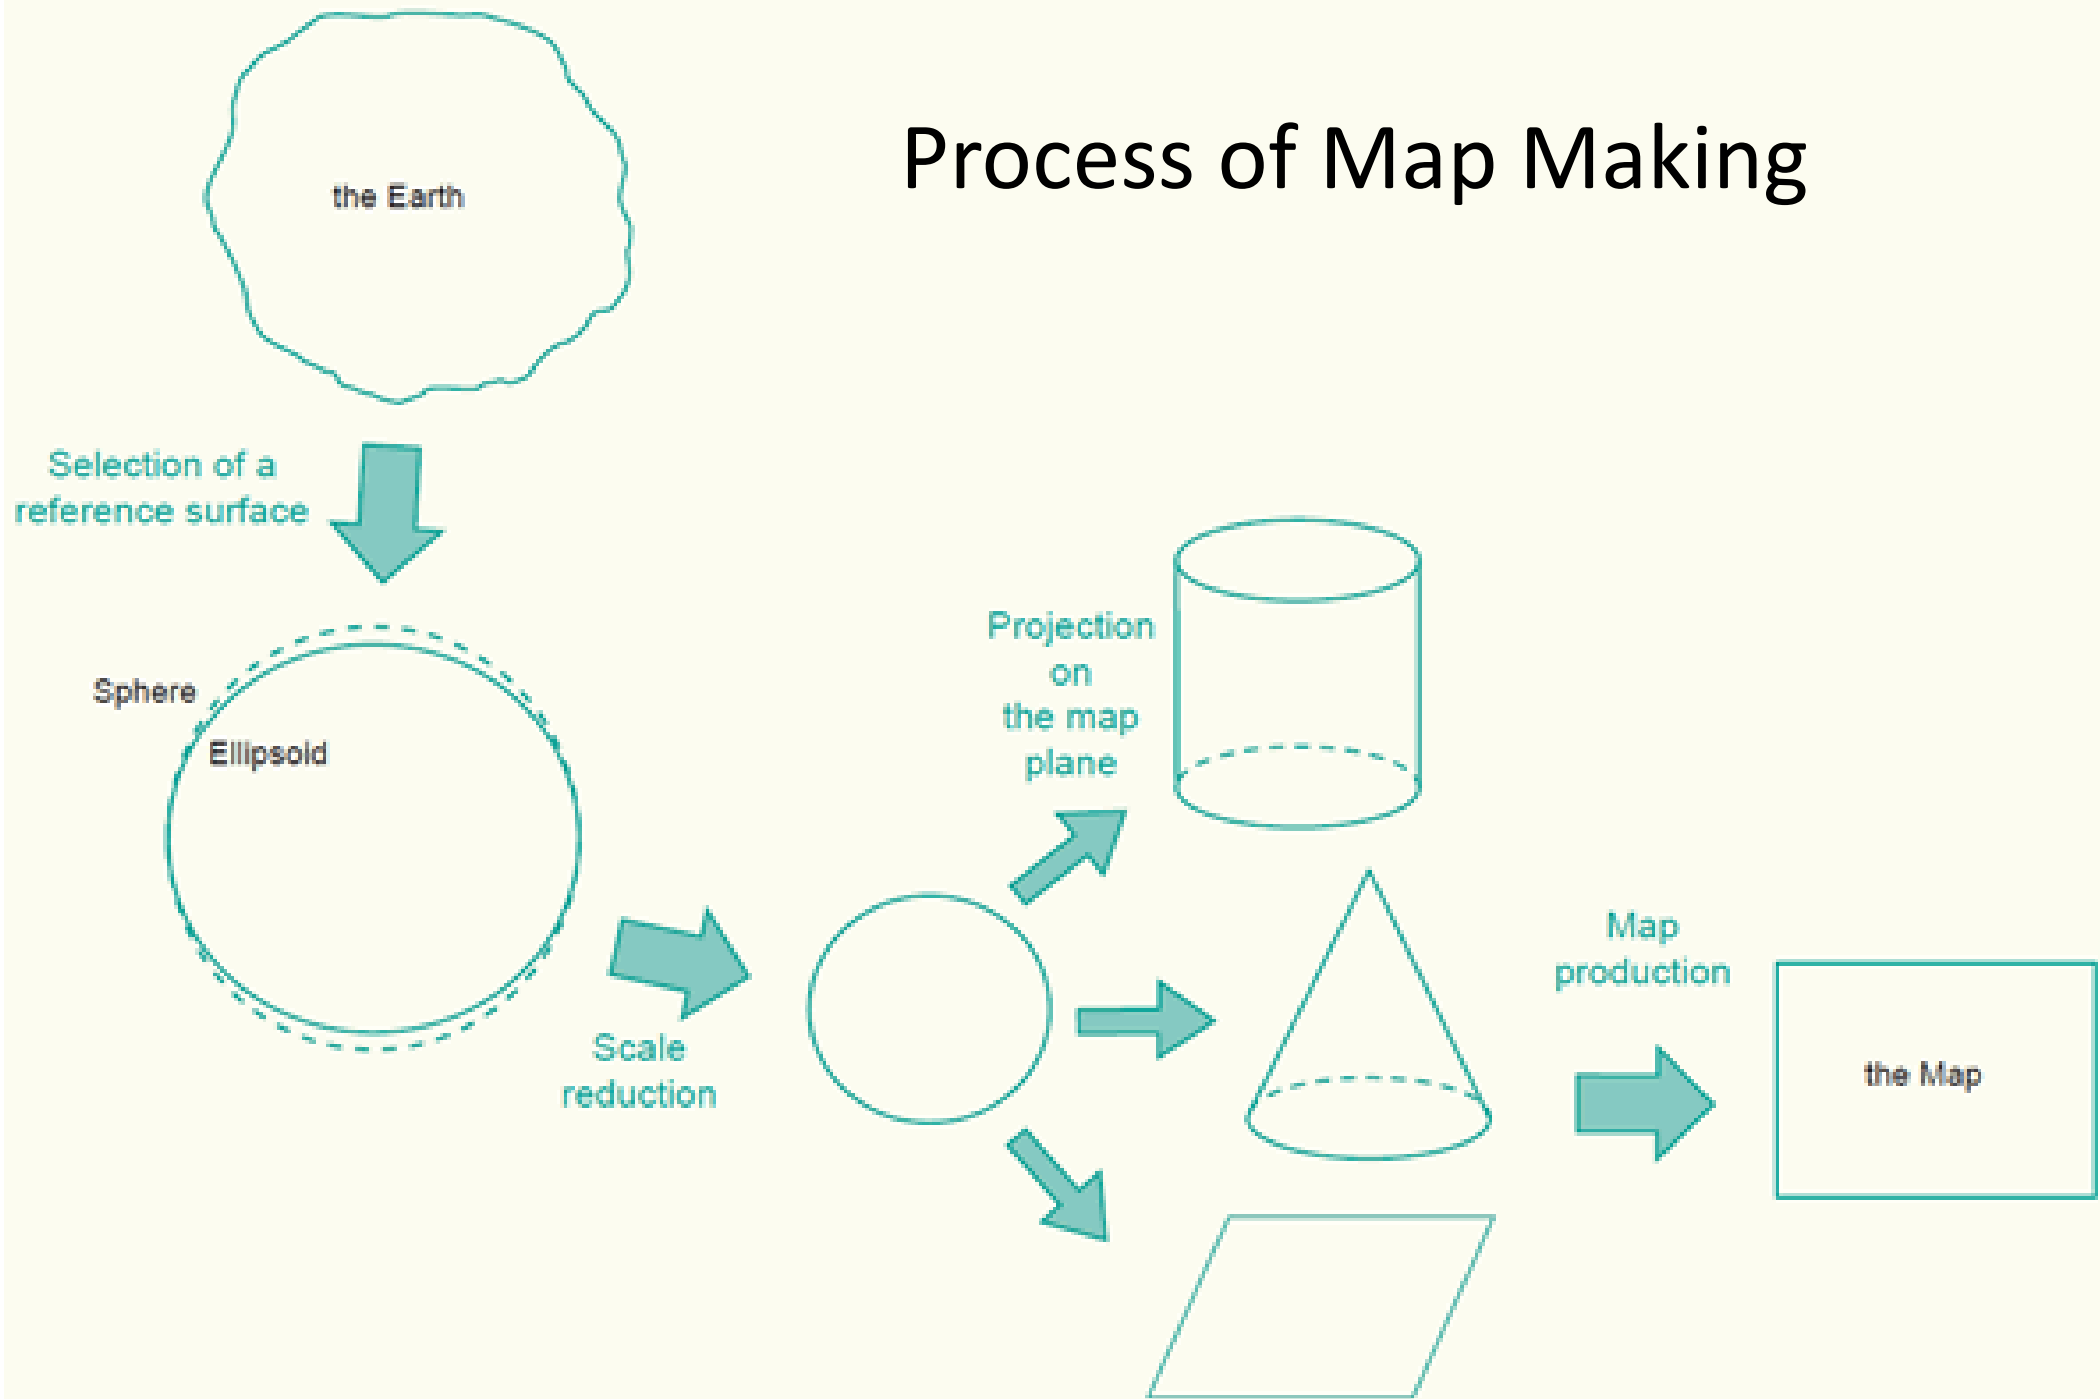 Process of Map Making
the Earth
Selection of a
reference surface
Sphere
Ellipsoid
Scale
reduction
Projection
on
the map
plane
Map
production
the Map